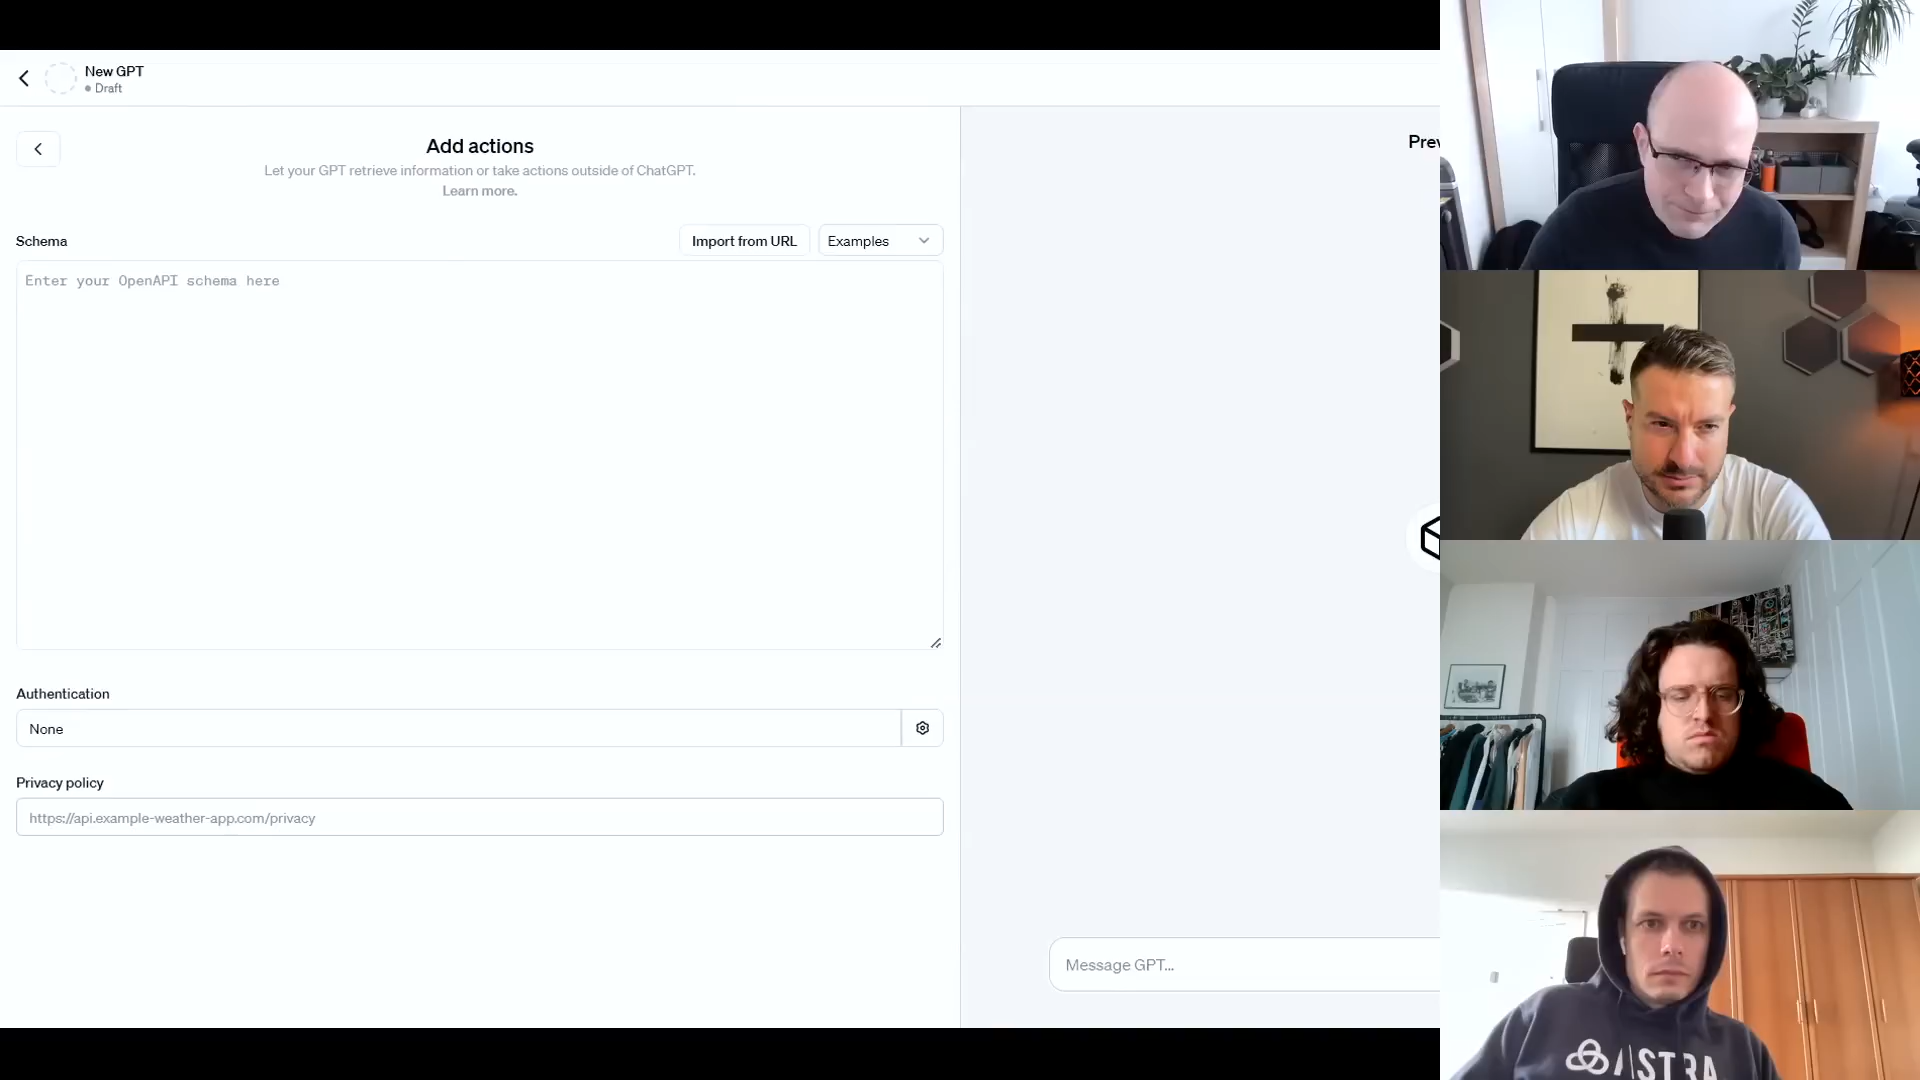 New GPT
Draft
Add actions
Let your GPT retrieve information or take actions outside of ChatGPT.
Learn more.
Schema
Import from URL
Examples
Enter your OpenAPI schema here
Authentication
None
Privacy policy
https://api.example-weather-app.com/privacy
Prev
Message GPT...